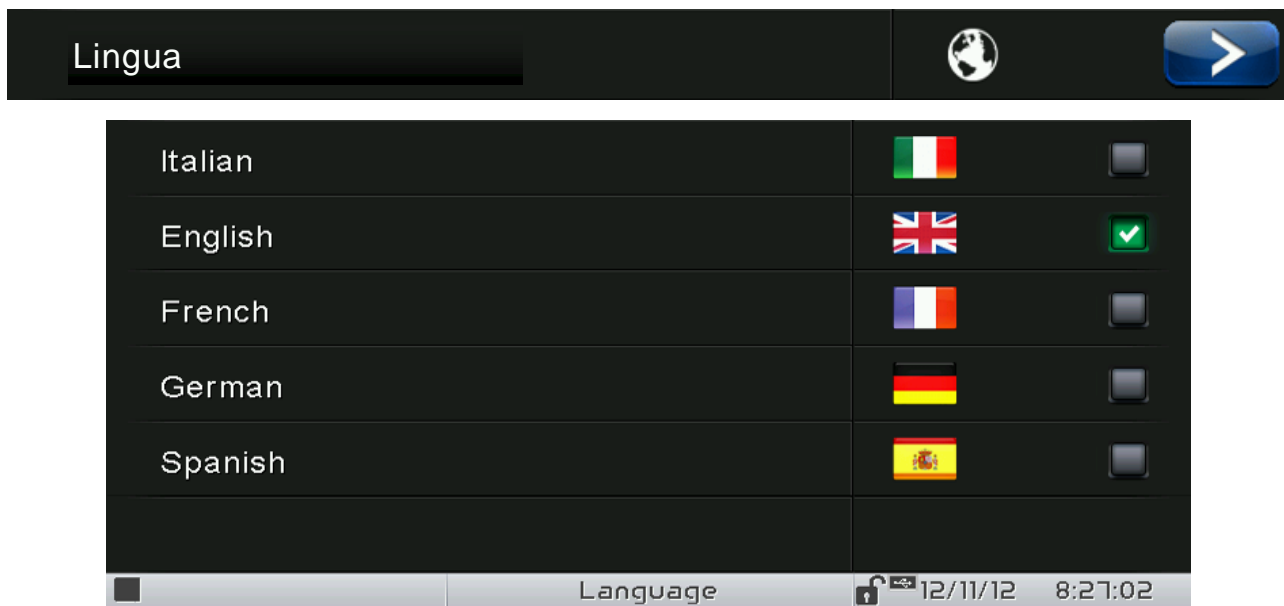 Lingua
Italian
English
French
German
Spanish
Language 12/11/12 8:27:02